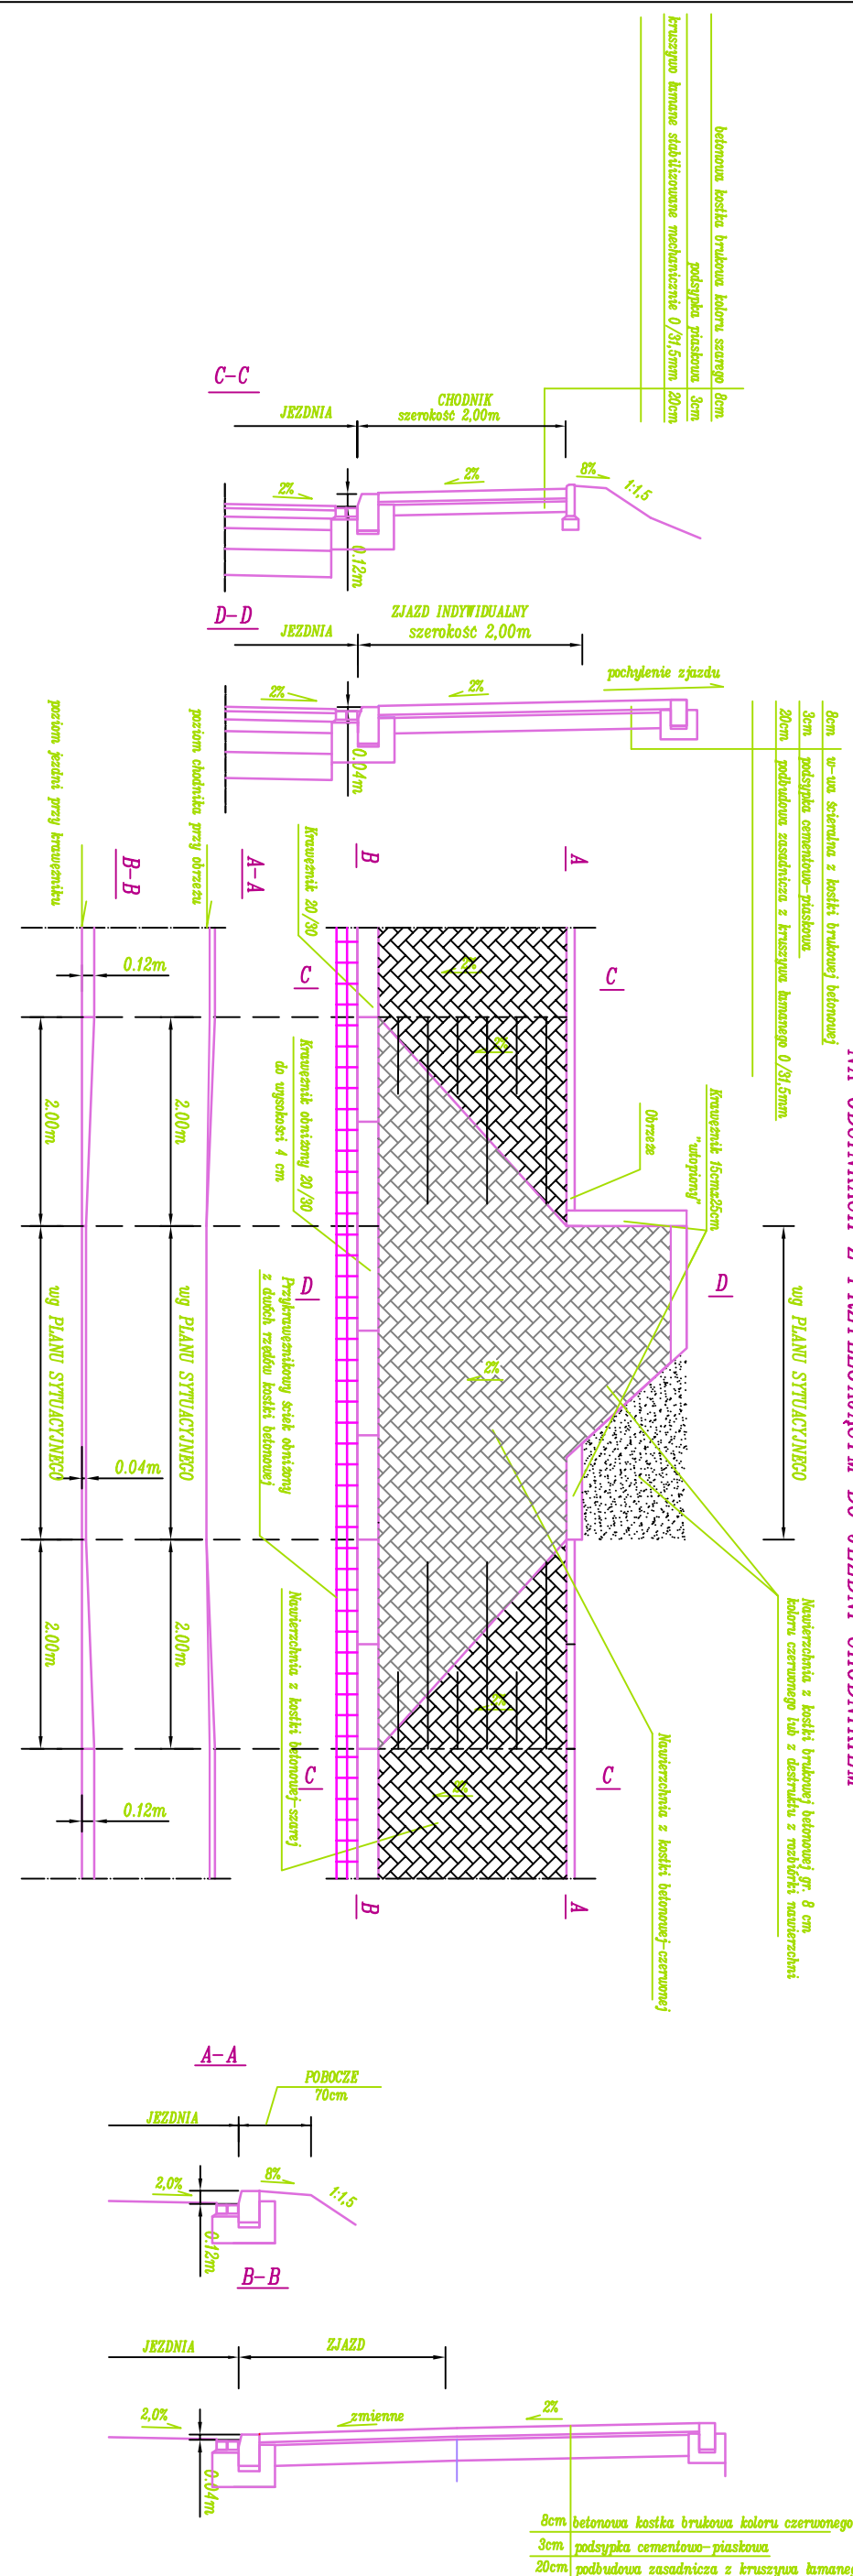 betonowa kostka brukowa koloru szarego 8cm
podsypka piaskowa 3cm
kruszywo łamane stabilizowane mechanicznie 0/31,5mm 20cm
C-C
JEZDNIA
CHODNIK
szerokość 2,00m
2%
2%
8%
1:1,5
0.12m
D-D
JEZDNIA
ZJAZD INDYWIDUALNY
szerokość 2,00m
2%
2%
pochylenie zjazdu
0.04m
8cm w-wa ścieralna z kostki brukowej betonowej
3cm podsypka cementowo-piaskowa
20cm podbudowa zasadnicza z kruszywa łamanego 0/31,5mm
poziom jezdni przy krawężniku
poziom chodnika przy obrzeżu
B-B
A-A
Krawężnik 20/30
B
A
0.12m
C
C
2%
2%
2.00m
2.00m
Krawężnik obniżony 20/30
do wysokości 4 cm
Obrzeże
Krawężnik 15cmx25cm
"utopiony"
wg PLANU SYTUACYJNEGO
wg PLANU SYTUACYJNEGO
wg PLANU SYTUACYJNEGO
D
D
Przykrawężnikowy ściek obniżony
z dwóch rzędów kostki betonowej
2%
0.04m
2.00m
2.00m
Nawierzchnia z kostki betonowej-szarej
Nawierzchnia z kostki betonowej-czerwonej
Nawierzchnia z kostki brukowej betonowej gr. 8 cm
koloru czerwonego lub z destruktu z rozbiórki nawierzchni
2%
2%
C
C
0.12m
B
A
A-A
POBOCZE
70cm
JEZDNIA
2,0%
8%
1:1,5
0.12m
B-B
JEZDNIA
ZJAZD
2,0%
zmienne
2%
0.04m
8cm betonowa kostka brukowa koloru czerwonego
3cm podsypka cementowo-piaskowa
20cm podbudowa zasadnicza z kruszywa